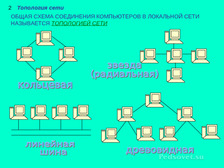 2 Топология сети
ОБЩАЯ СХЕМА СОЕДИНЕНИЯ КОМПЬЮТЕРОВ В ЛОКАЛЬНОЙ СЕТИ
НАЗЫВАЕТСЯ ТОПОЛОГИЕЙ СЕТИ
звезда
(радиальная)
кольцевая
линейная
шина
древовидная